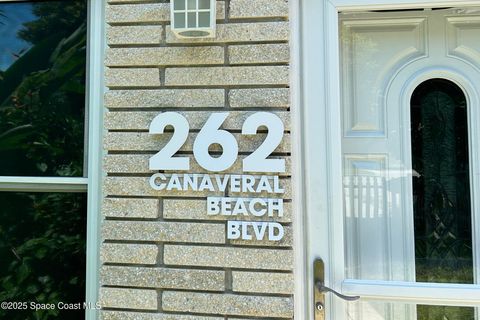 262
CANAVERAL
BEACH
BLVD
©2025 Space Coast MLS